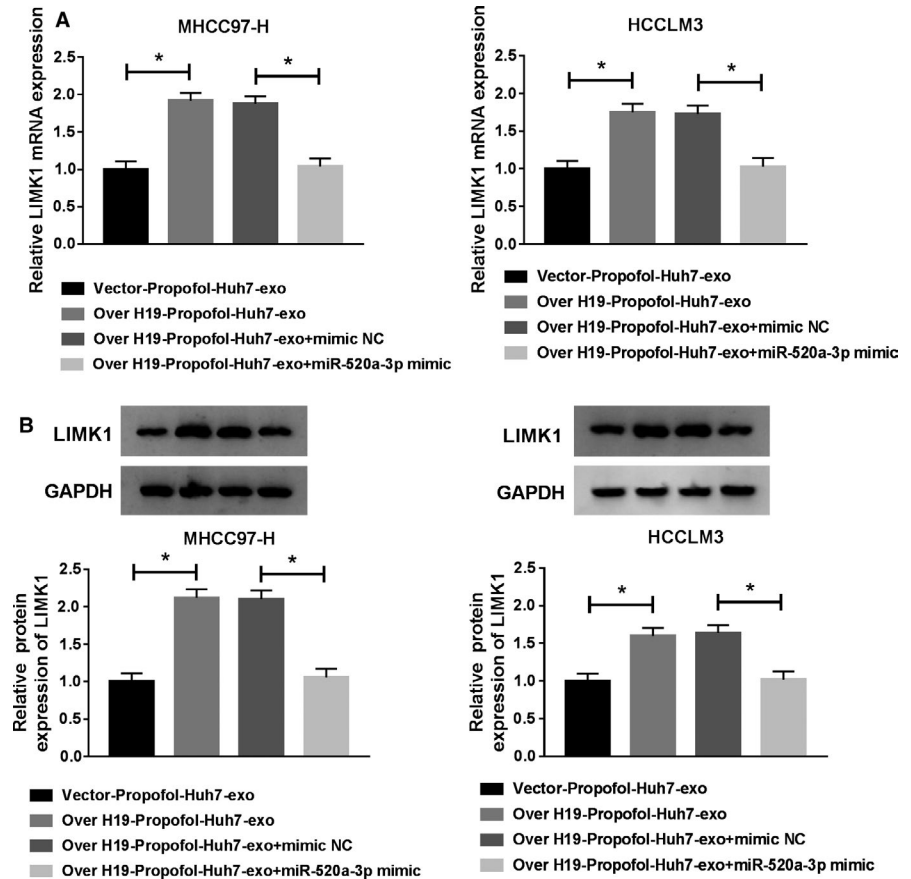 A
MHCC97-H
Relative LIMK1 mRNA expression
2.5
2.0
1.5
1.0
0.5
0.0
*
*
Vector-Propofol-Huh7-exo
Over H19-Propofol-Huh7-exo
Over H19-Propofol-Huh7-exo+mimic NC
Over H19-Propofol-Huh7-exo+miR-520a-3p mimic
HCCLM3
Relative LIMK1 mRNA expression
2.5
2.0
1.5
1.0
0.5
0.0
*
*
Vector-Propofol-Huh7-exo
Over H19-Propofol-Huh7-exo
Over H19-Propofol-Huh7-exo+mimic NC
Over H19-Propofol-Huh7-exo+miR-520a-3p mimic
B
LIMK1
GAPDH
MHCC97-H
Relative protein
expression of LIMK1
2.5
2.0
1.5
1.0
0.5
0.0
*
*
Vector-Propofol-Huh7-exo
Over H19-Propofol-Huh7-exo
Over H19-Propofol-Huh7-exo+mimic NC
Over H19-Propofol-Huh7-exo+miR-520a-3p mimic
LIMK1
GAPDH
HCCLM3
Relative protein
expression of LIMK1
2.5
2.0
1.5
1.0
0.5
0.0
*
*
Vector-Propofol-Huh7-exo
Over H19-Propofol-Huh7-exo
Over H19-Propofol-Huh7-exo+mimic NC
Over H19-Propofol-Huh7-exo+miR-520a-3p mimic